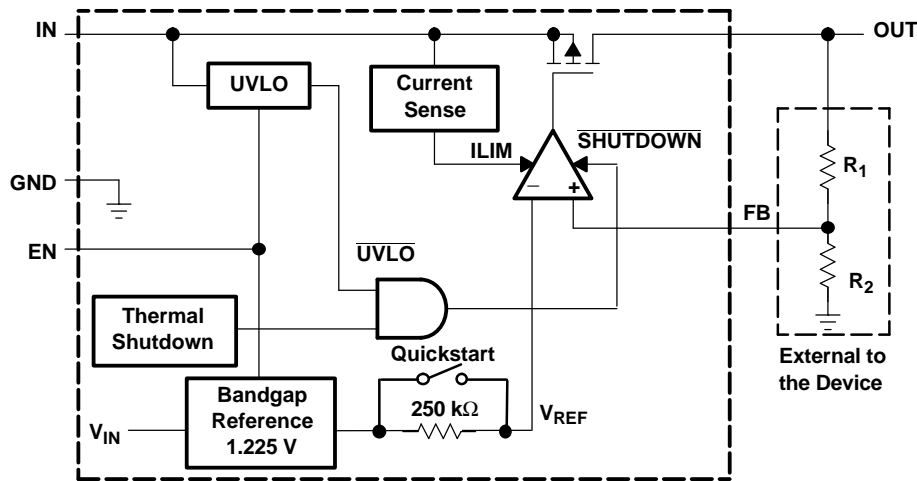 IN
OUT
UVLO
Current
Sense
SHUTDOWN
ILIM
R1
GND
− +
FB
EN
UVLO
R2
Thermal
Shutdown
Quickstart
External to
the Device
Bandgap
Reference
1.225 V
250 kΩ
VREF
VIN